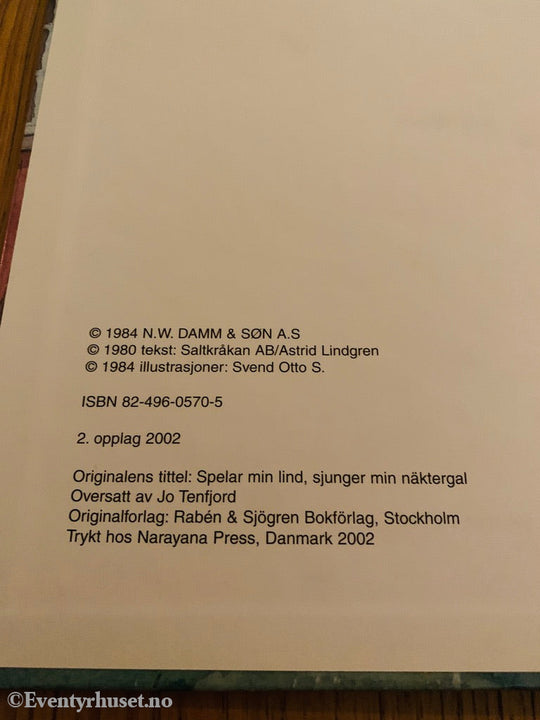 © 1984 N.W. DAMM & SØN A.S
© 1980 tekst: Saltkråkan AB/Astrid Lindgren
© 1984 illustrasjoner: Svend Otto S.
ISBN 82-496-0570-5
2. opplag 2002
Originalens tittel: Spelar min lind, sjunger min näktergal
Oversatt av Jo Tenfjord
Originalforlag: Rabén & Sjögren Bokförlag, Stockholm
Trykt hos Narayana Press, Danmark 2002
©Eventyrhuset.no